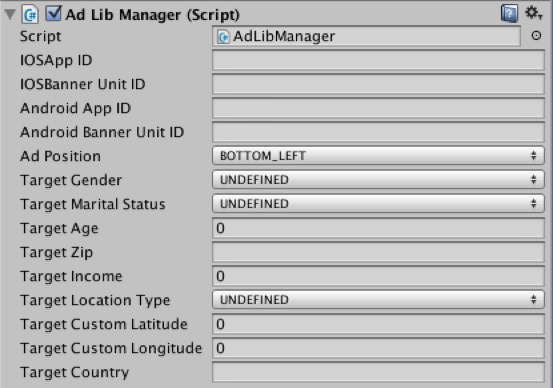 Ad Lib Manager (Script)
Script AdLibManager
IOSApp ID
IOSBanner Unit ID
Android App ID
Android Banner Unit ID
Ad Position BOTTOM_LEFT
Target Gender UNDEFINED
Target Marital Status UNDEFINED
Target Age 0
Target Zip
Target Income 0
Target Location Type UNDEFINED
Target Custom Latitude 0
Target Custom Longitude 0
Target Country